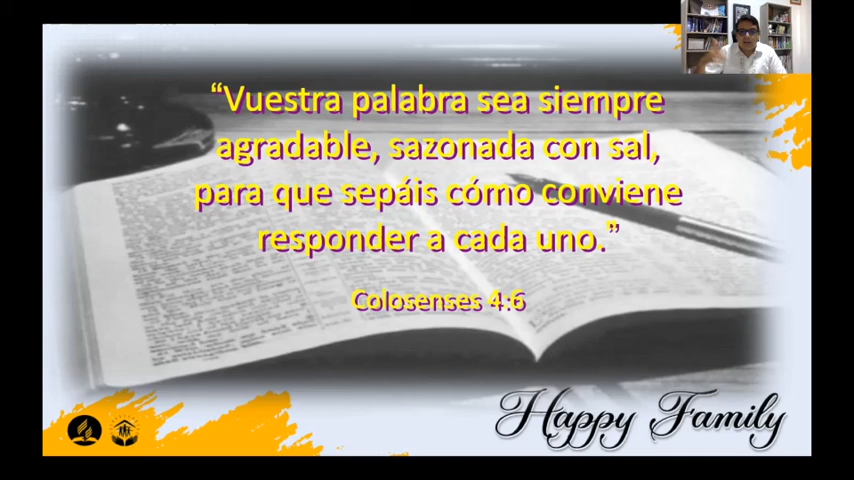 “Vuestra palabra sea siempre
agradable, sazonada con sal,
para que sepáis cómo conviene
responder a cada uno.”
Colosenses 4:6
Happy Family